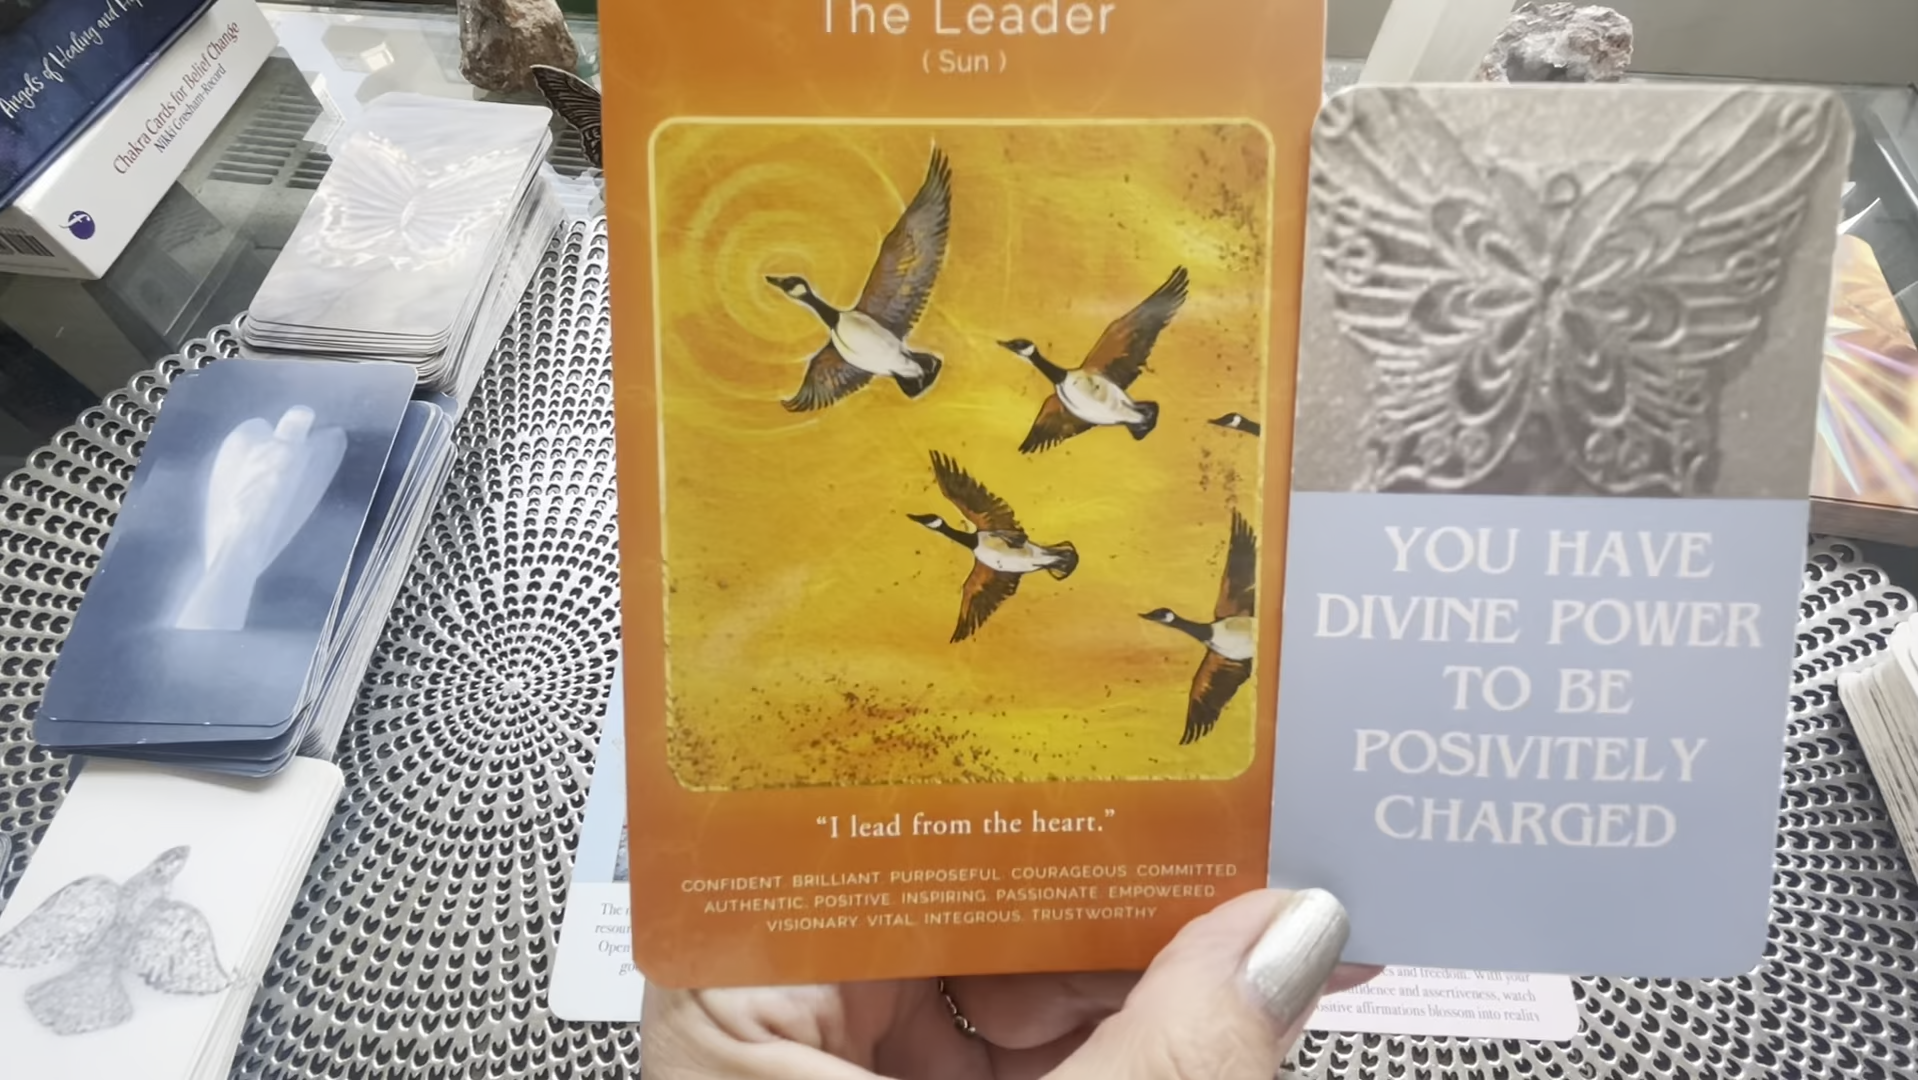 Angels of Healing and
Chakra Cards for Belief Change
Nikki Gresham-Record
The Leader
( Sun )
“I lead from the heart.”
CONFIDENT. BRILLIANT. PURPOSEFUL. COURAGEOUS. COMMITTED
AUTHENTIC. POSITIVE. INSPIRING. PASSIONATE. EMPOWERED.
VISIONARY. VITAL. INTEGROUS. TRUSTWORTHY
YOU HAVE
DIVINE POWER
TO BE
POSIVITELY
CHARGED
The
Open
and freedom. With your
and assertiveness, watch
affirmations blossom into reality